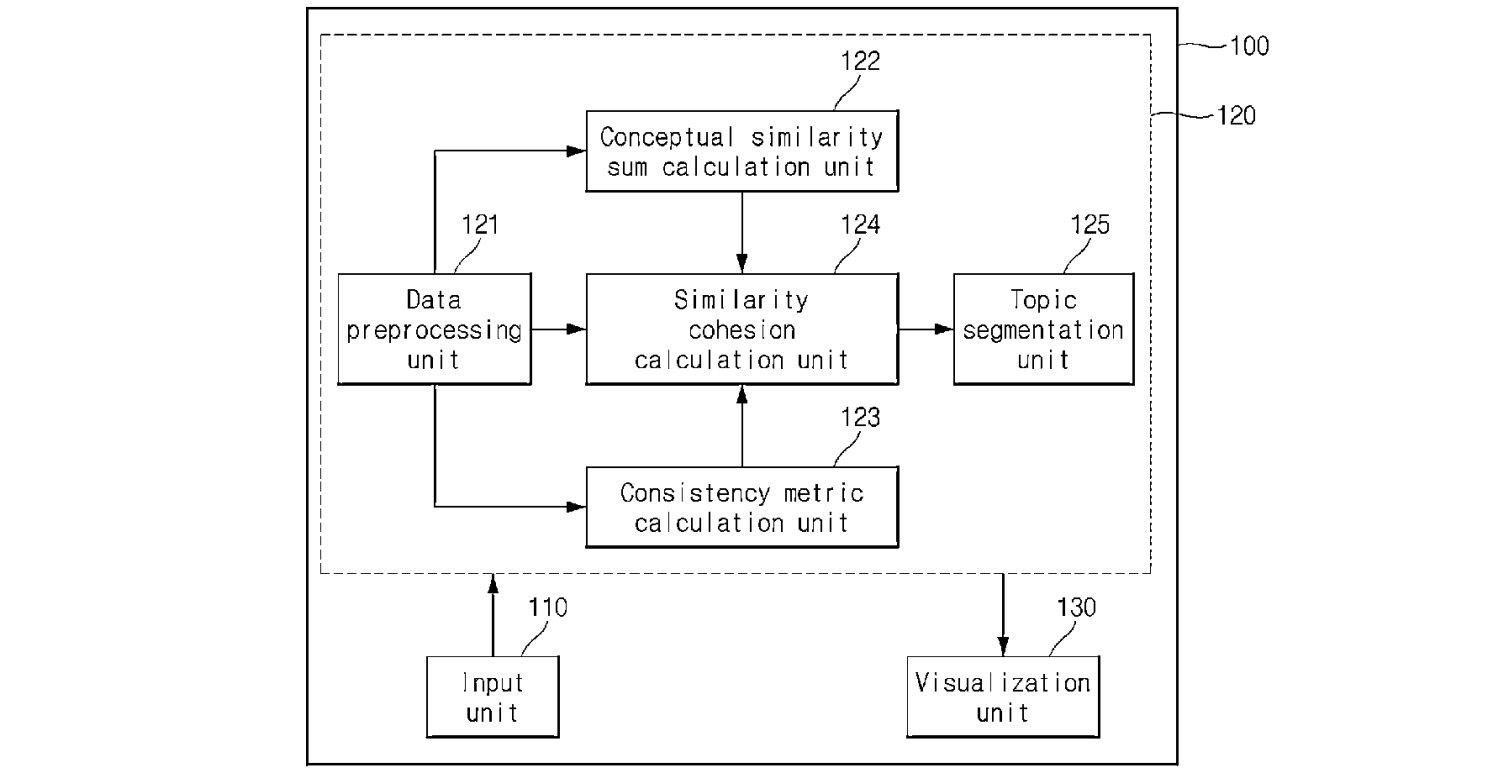 100
122
120
Conceptual similarity
sum calculation unit
121
124
125
Data
preprocessing
unit
Similarity
cohesion
calculation unit
Topic
segmentation
unit
123
Consistency metric
calculation unit
110
130
Input
unit
Visualization
unit